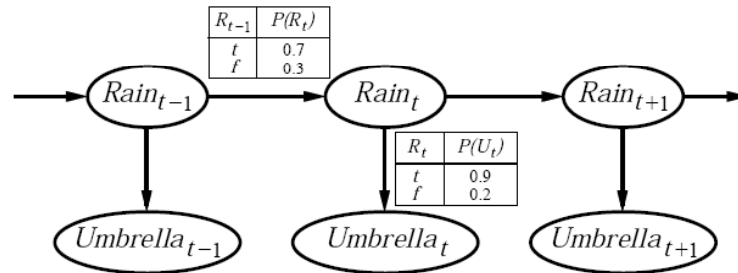 R_{t-1} P(R_t)
t 0.7
f 0.3
Rain_{t-1} Rain_t Rain_{t+1}
R_t P(U_t)
t 0.9
f 0.2
Umbrella_{t-1} Umbrella_t Umbrella_{t+1}